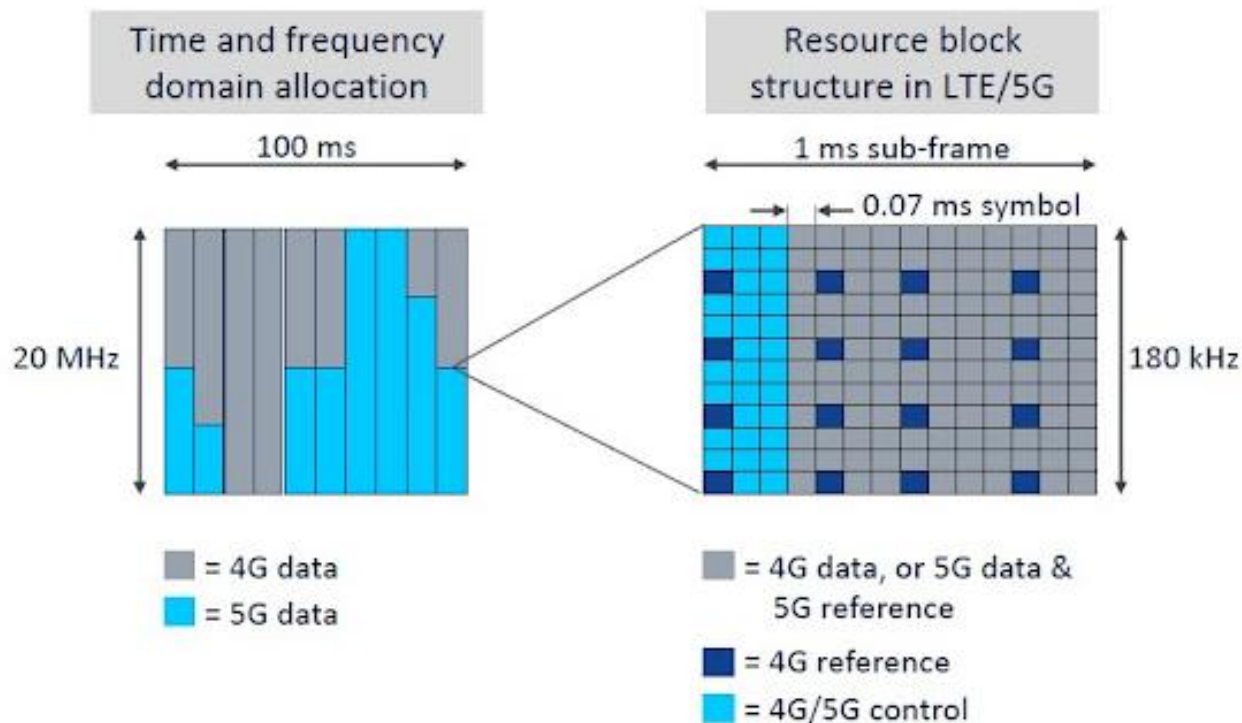 Time and frequency
domain allocation
100 ms
20 MHz
= 4G data
= 5G data
Resource block
structure in LTE/5G
1 ms sub-frame
0.07 ms symbol
180 kHz
= 4G data, or 5G data &
5G reference
= 4G reference
= 4G/5G control